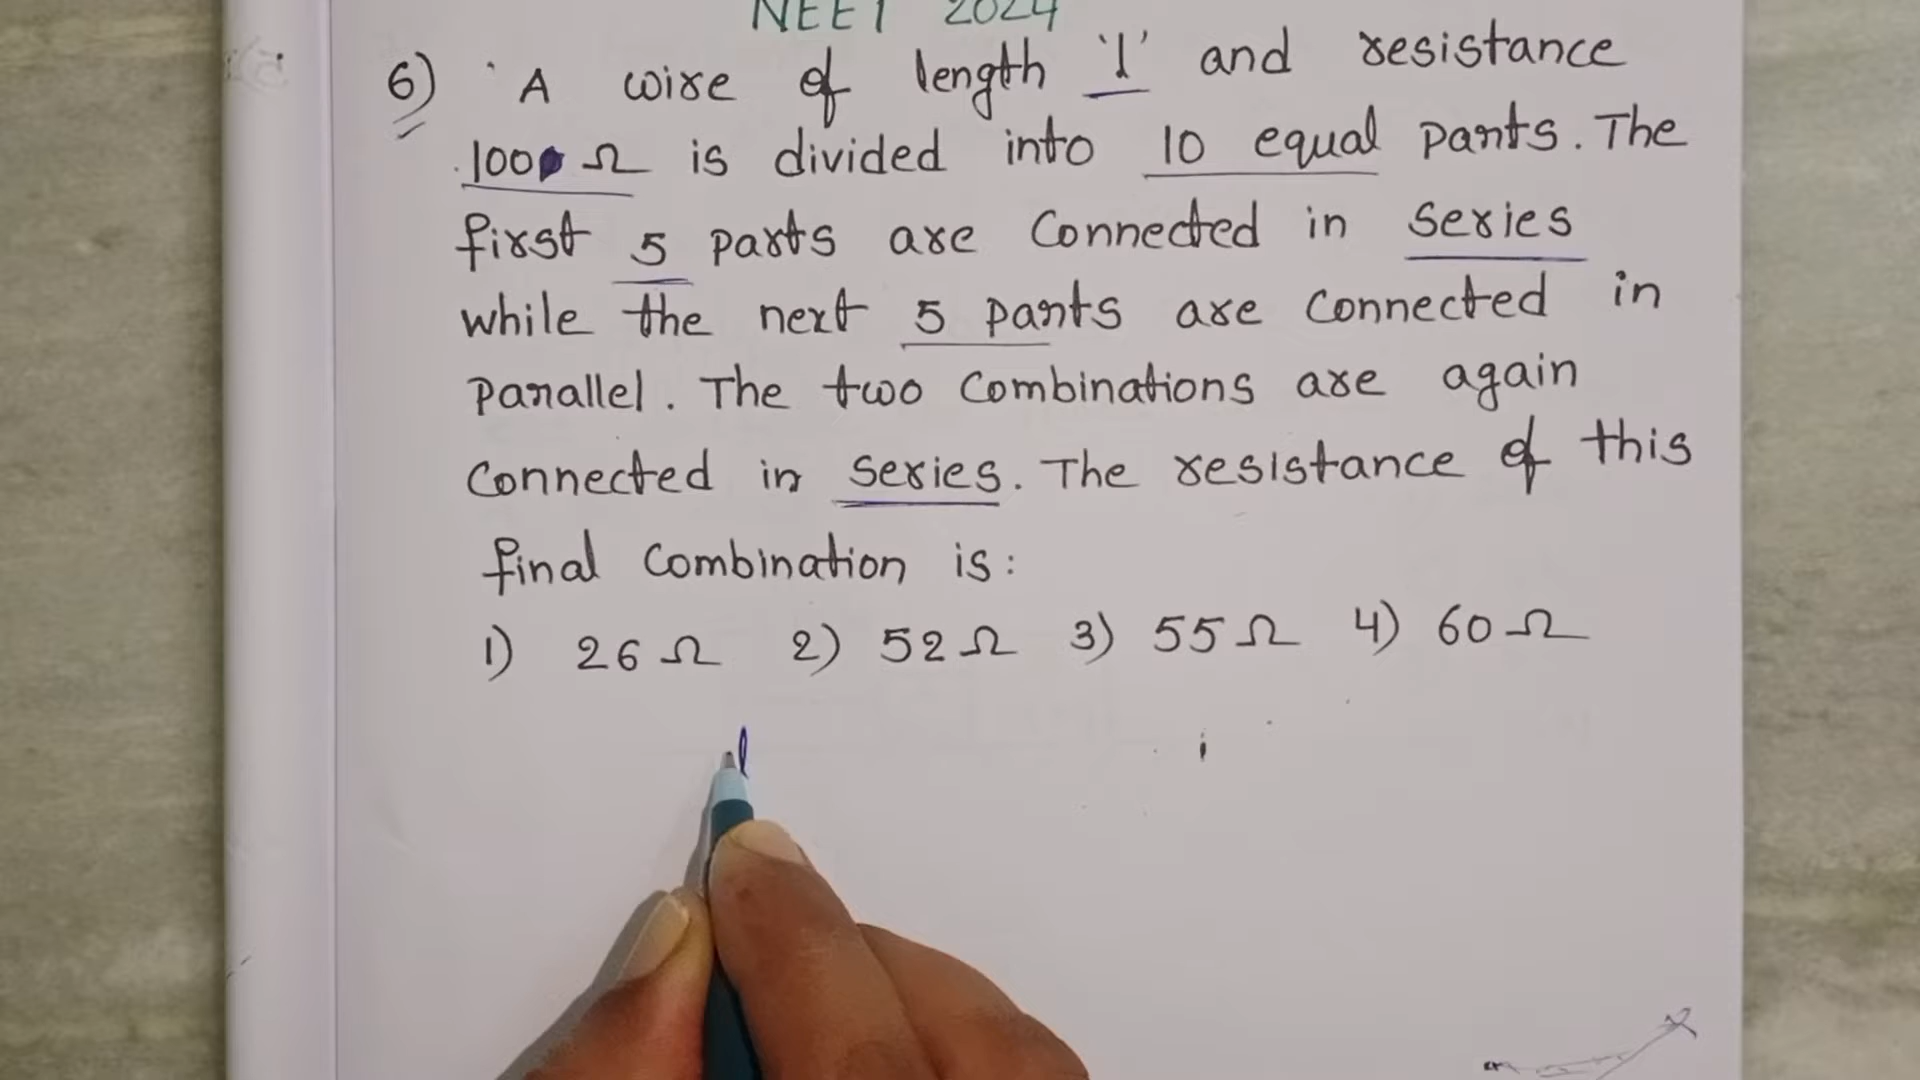 NEET 2024
6) A wire of length 'l' and resistance
100 Ω is divided into 10 equal parts. The
first 5 parts are connected in series
while the next 5 parts are connected in
parallel. The two combinations are again
connected in series. The resistance of this
final combination is:
1) 26 Ω 2) 52 Ω 3) 55 Ω 4) 60 Ω
l